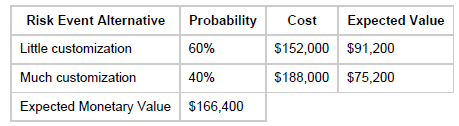 Risk Event Alternative Probability Cost Expected Value
Little customization 60% $152,000 $91,200
Much customization 40% $188,000 $75,200
Expected Monetary Value $166,400